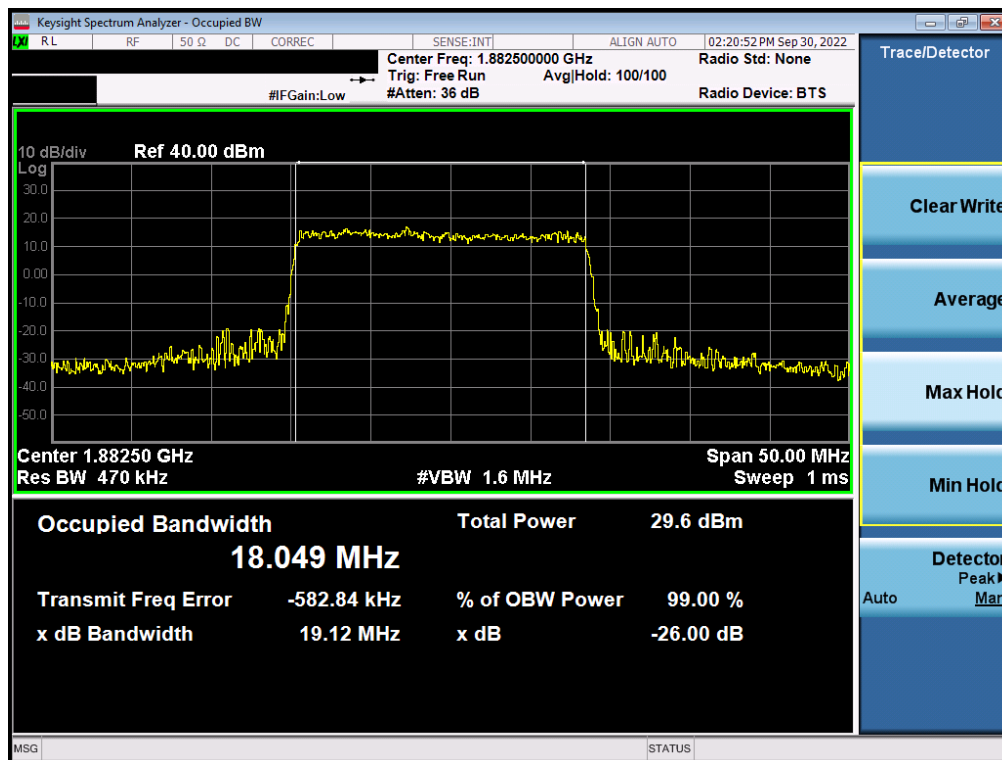 Keysight Spectrum Analyzer - Occupied BW
LXI RL RF 50 Ω DC CORREC SENSE:INT ALIGN AUTO 02:20:52 PM Sep 30, 2022
Center Freq: 1.882500000 GHz Radio Std: None
Trig: Free Run Avg|Hold: 100/100
#IFGain:Low #Atten: 36 dB Radio Device: BTS
Trace/Detector
10 dB/div Ref 40.00 dBm
Log
30.0
20.0
10.0
0.00
-10.0
-20.0
-30.0
-40.0
-50.0
Center 1.88250 GHz Span 50.00 MHz
Res BW 470 kHz #VBW 1.6 MHz Sweep 1 ms
Occupied Bandwidth Total Power 29.6 dBm
18.049 MHz
Transmit Freq Error -582.84 kHz % of OBW Power 99.00 %
x dB Bandwidth 19.12 MHz x dB -26.00 dB
Clear Write
Average
Max Hold
Min Hold
Detector
Peak
Auto Man
MSG STATUS